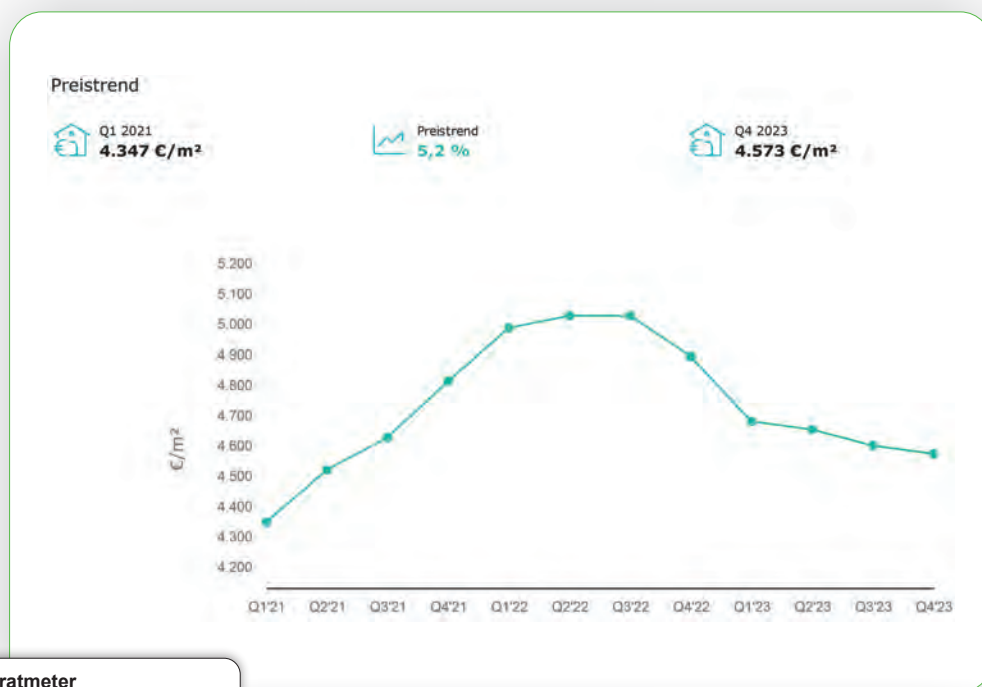 Preistrend
Q1 2021
4.347 €/m²
Preistrend
5,2 %
Q4 2023
4.573 €/m²
5.200
5.100
5.000
4.900
4.800
4.700
4.600
4.500
4.400
4.300
4.200
€/m²
Q1'21 Q2'21 Q3'21 Q4'21 Q1'22 Q2'22 Q3'22 Q4'22 Q1'23 Q2'23 Q3'23 Q4'23
ratmeter